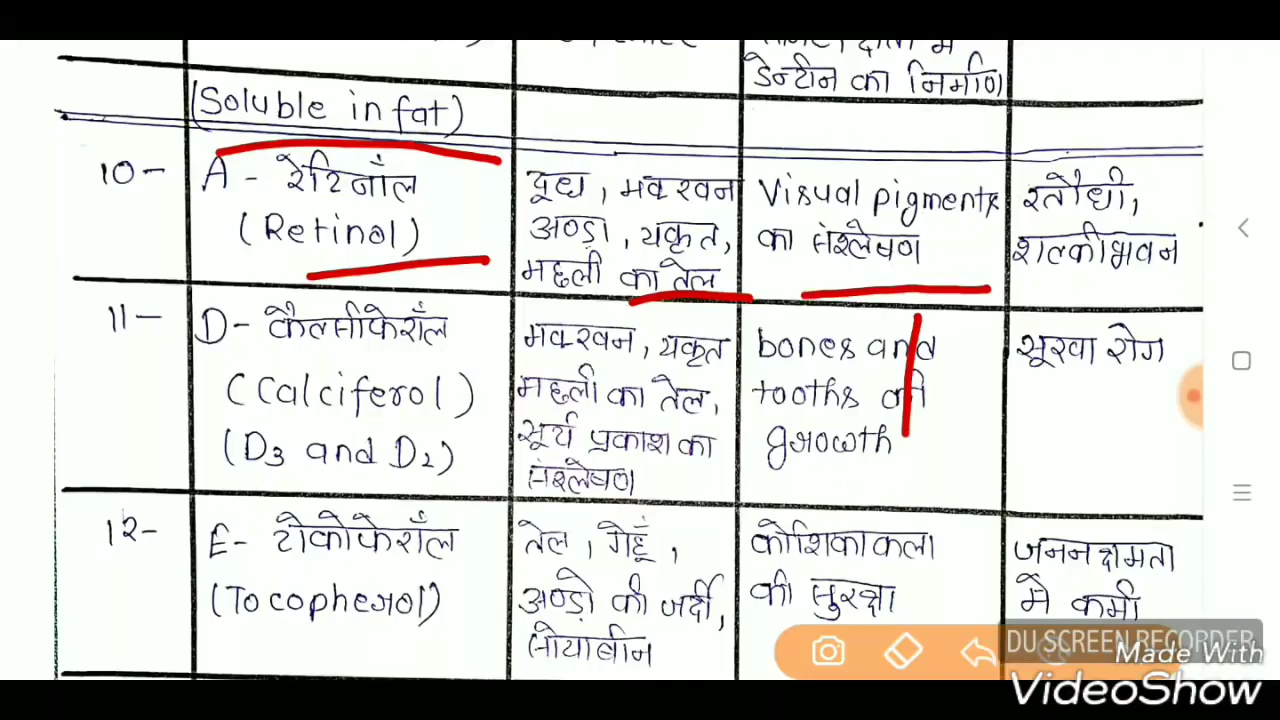 डेन्टीन का निर्माण
(Soluble in fat)
10- A - रेटिनॉल
(Retinol)
दूध, मक्खन
अण्डा, यकृत,
मछली का तेल
Visual pigments
का संश्लेषण
रतौंधी,
शल्कीभवन
11- D- कैल्सीफेरॉल
(Calciferol)
(D3 and D2)
मक्खन, यकृत
मछली का तेल,
सूर्य प्रकाश का
संश्लेषण
bones and
tooths की
growth
सूखा रोग
12- E- टोकोफेरॉल
(Tocopherol)
तेल, गेहूँ,
अण्डो की जर्दी,
सोयाबीन
कोशिकाकला
की सुरक्षा
जननक्षमता
में कमी
DU SCREEN RECORDER
Made With
VideoShow